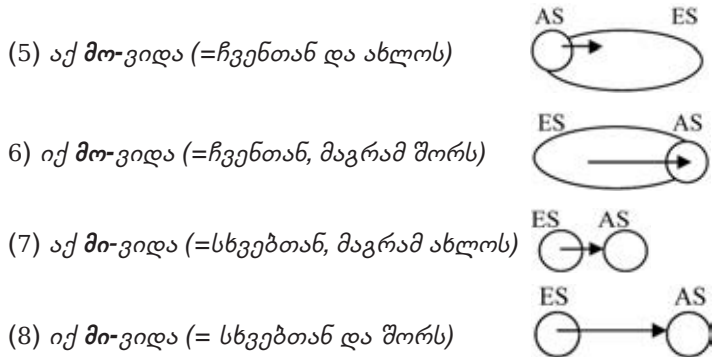 AS ES
(5) აქ მო-ვიდა (=ჩვენთან და ახლოს)
ES AS
6) იქ მო-ვიდა (=ჩვენთან, მაგრამ შორს)
ES AS
(7) აქ მი-ვიდა (=სხვებთან, მაგრამ ახლოს)
ES AS
(8) იქ მი-ვიდა (= სხვებთან და შორს)